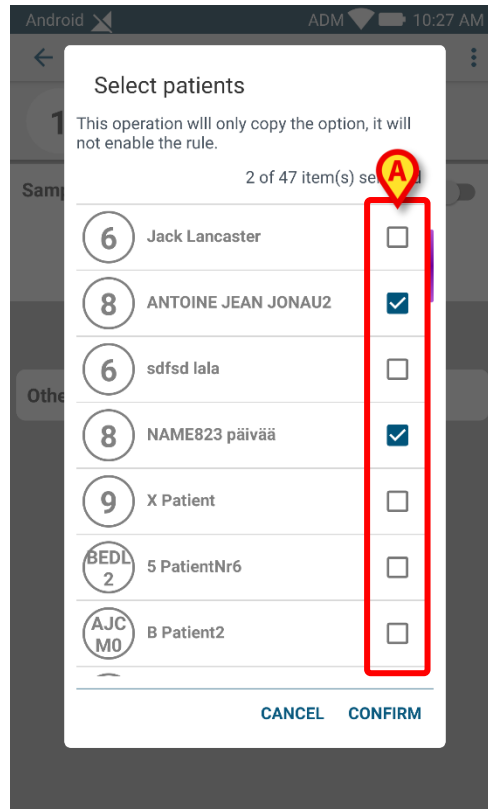 Android ADM 10:27 AM
Select patients
1
This operation wlll only copy the option, it will
not enable the rule.
2 of 47 item(s) se d
A
Samp
6 Jack Lancaster
8 ANTOINE JEAN JONAU2
6 sdfsd lala
Othe
8 NAME823 päivää
9 X Patient
BEDL
2 5 PatientNr6
AJC
M0 B Patient2
CANCEL CONFIRM